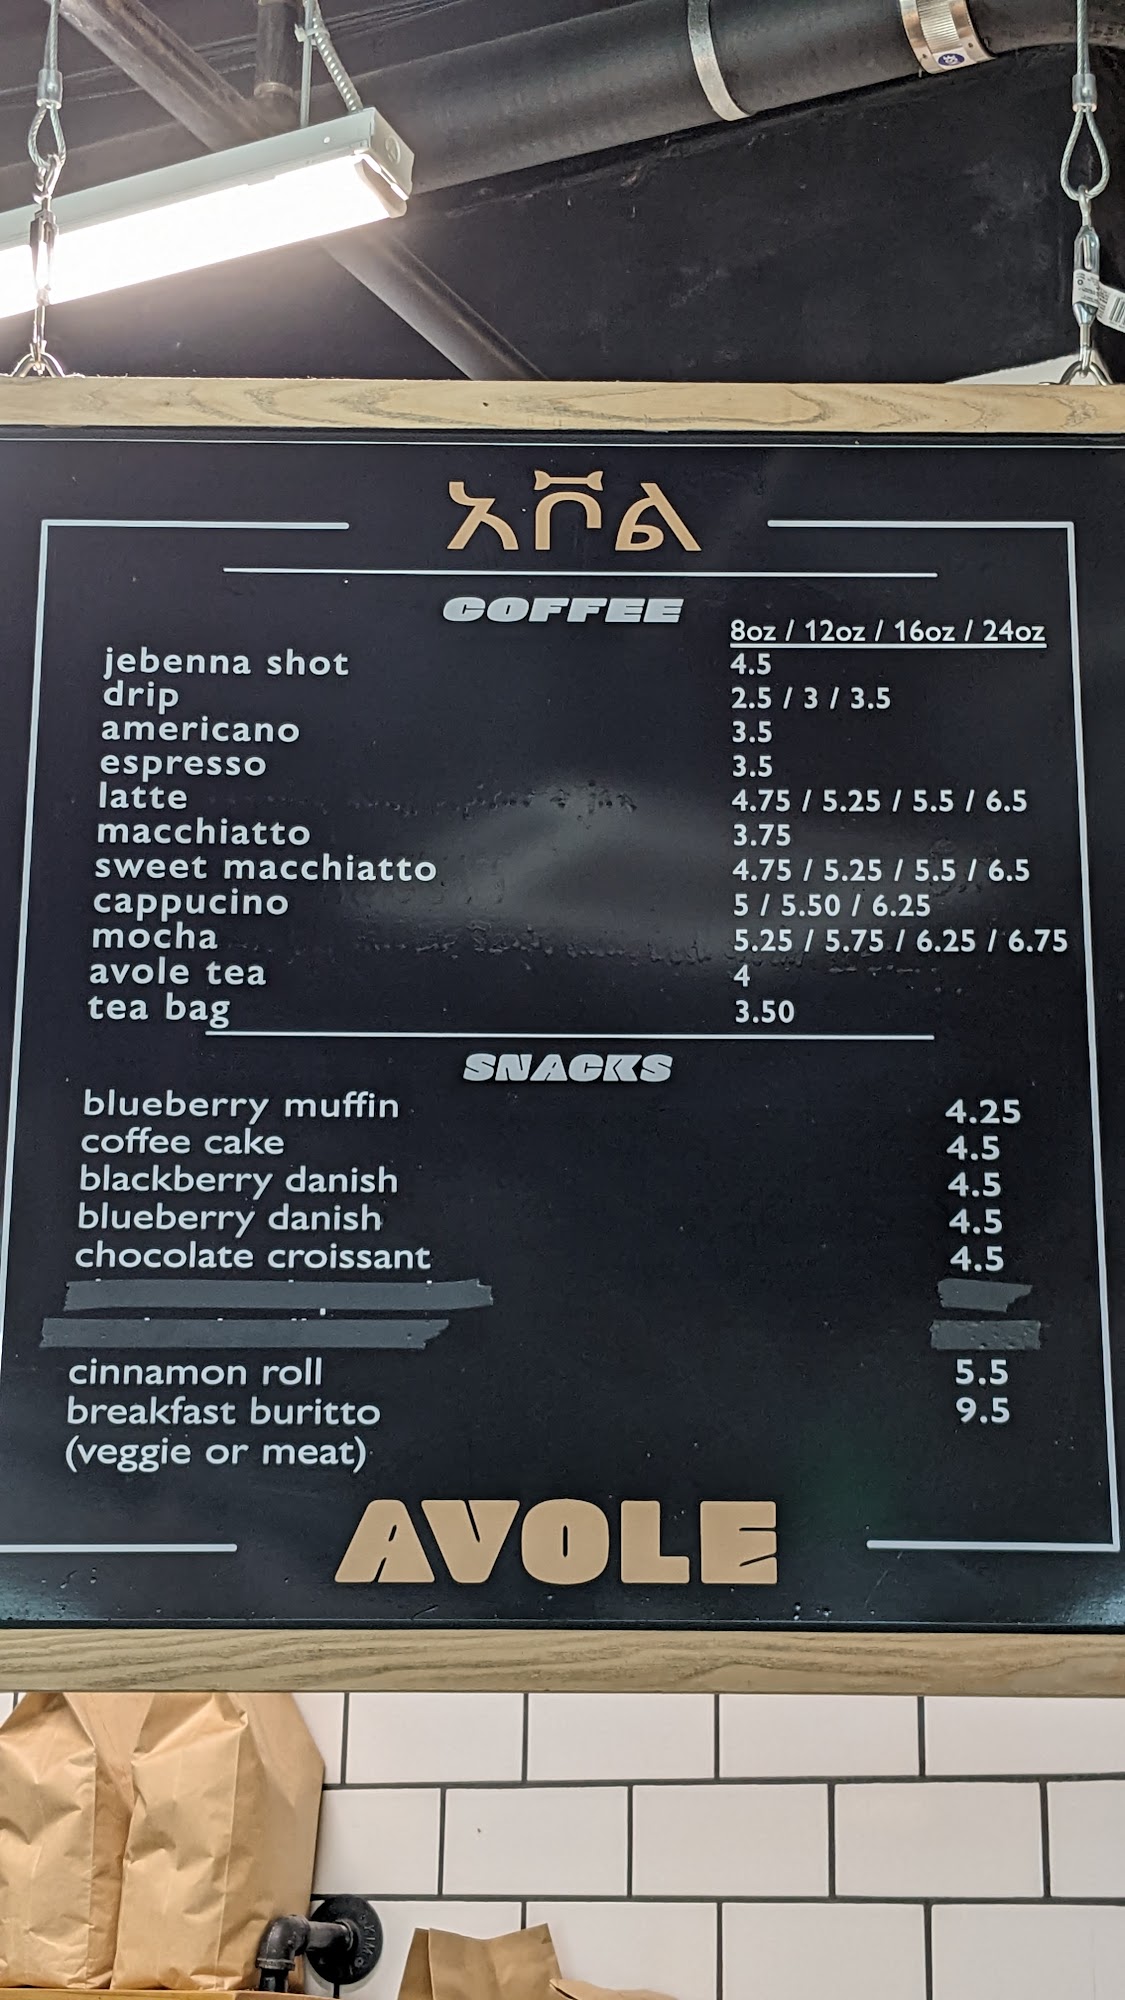 አቮል
COFFEE
8oz / 12oz / 16oz / 24oz
jebenna shot 4.5
drip 2.5 / 3 / 3.5
americano 3.5
espresso 3.5
latte 4.75 / 5.25 / 5.5 / 6.5
macchiatto 3.75
sweet macchiatto 4.75 / 5.25 / 5.5 / 6.5
cappucino 5 / 5.50 / 6.25
mocha 5.25 / 5.75 / 6.25 / 6.75
avole tea 4
tea bag 3.50
SNACKS
blueberry muffin 4.25
coffee cake 4.5
blackberry danish 4.5
blueberry danish 4.5
chocolate croissant 4.5
cinnamon roll 5.5
breakfast buritto 9.5
(veggie or meat)
AVOLE